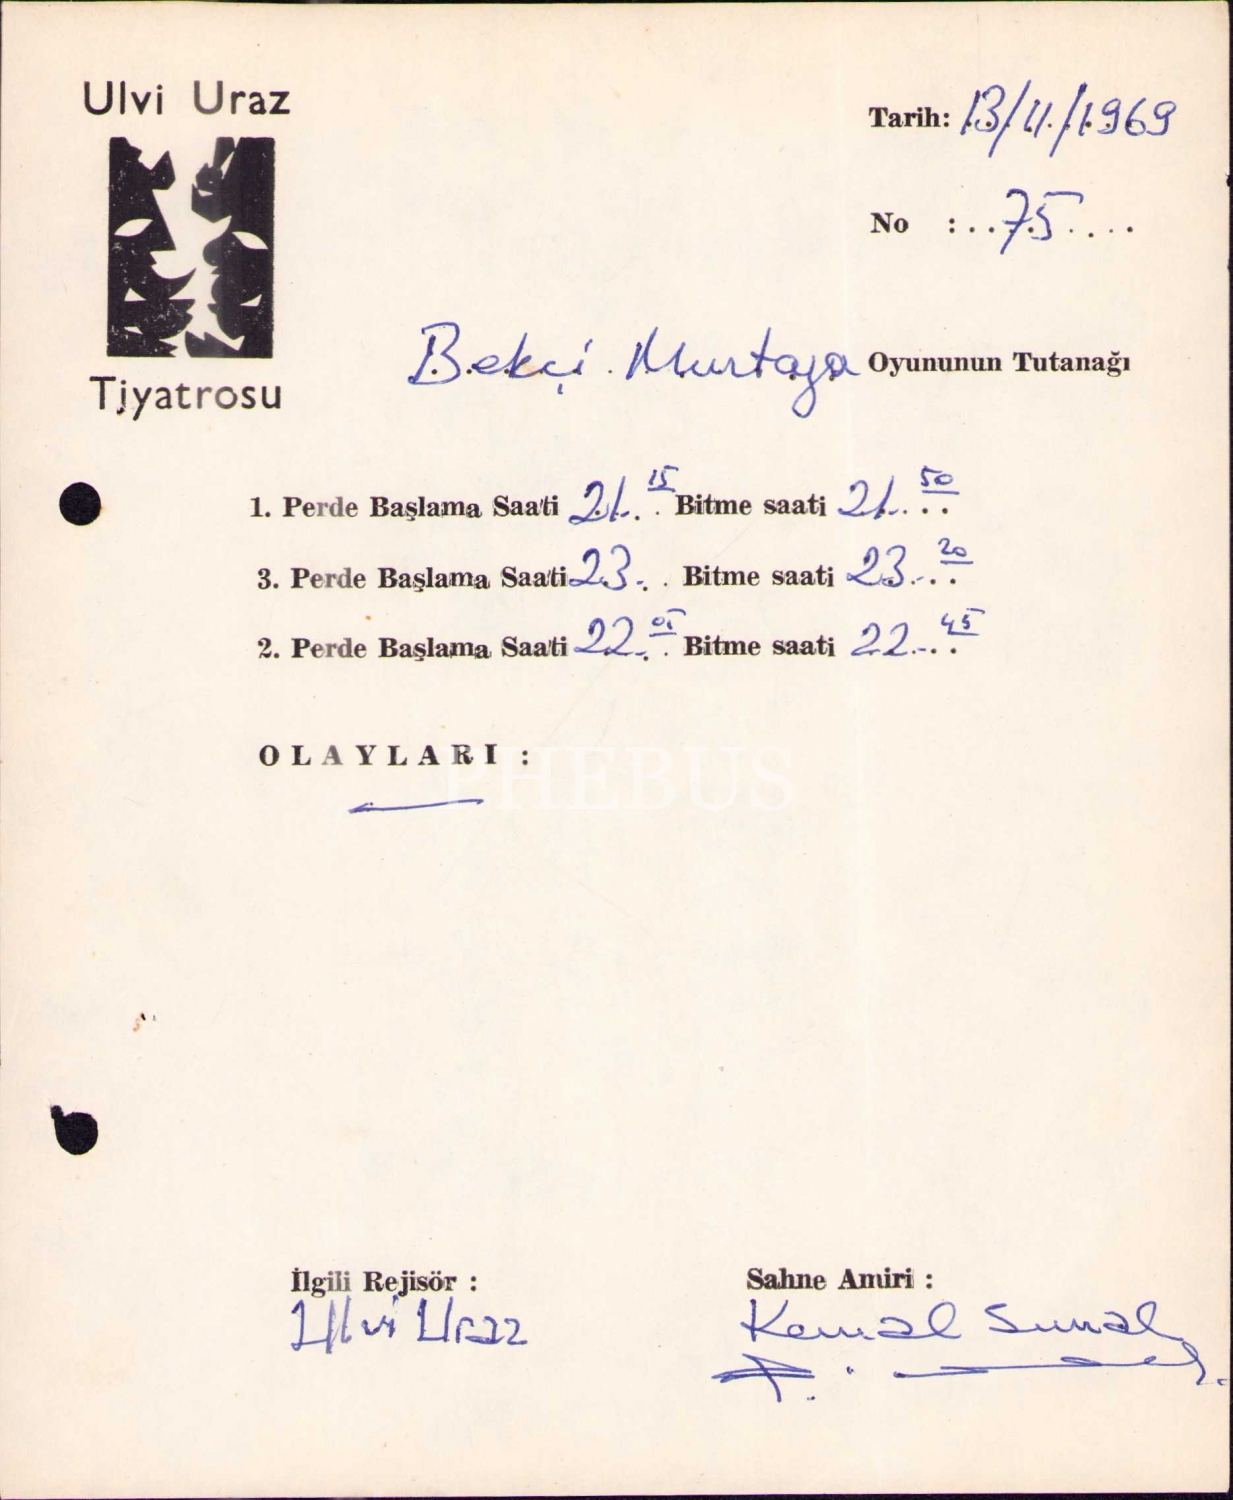 Ulvi Uraz
Tiyatrosu
Tarih: 13/11/1969
No : 75
Bekçi Murtaza Oyununun Tutanağı
1. Perde Başlama Saati 21.15 Bitme saati 21.50
3. Perde Başlama Saati 23. Bitme saati 23.20
2. Perde Başlama Saati 22.05 Bitme saati 22.45
OLAYLARI :
PHEBUS
İlgili Rejisör : Sahne Amiri :
Ulvi Uraz Kemal Sunal